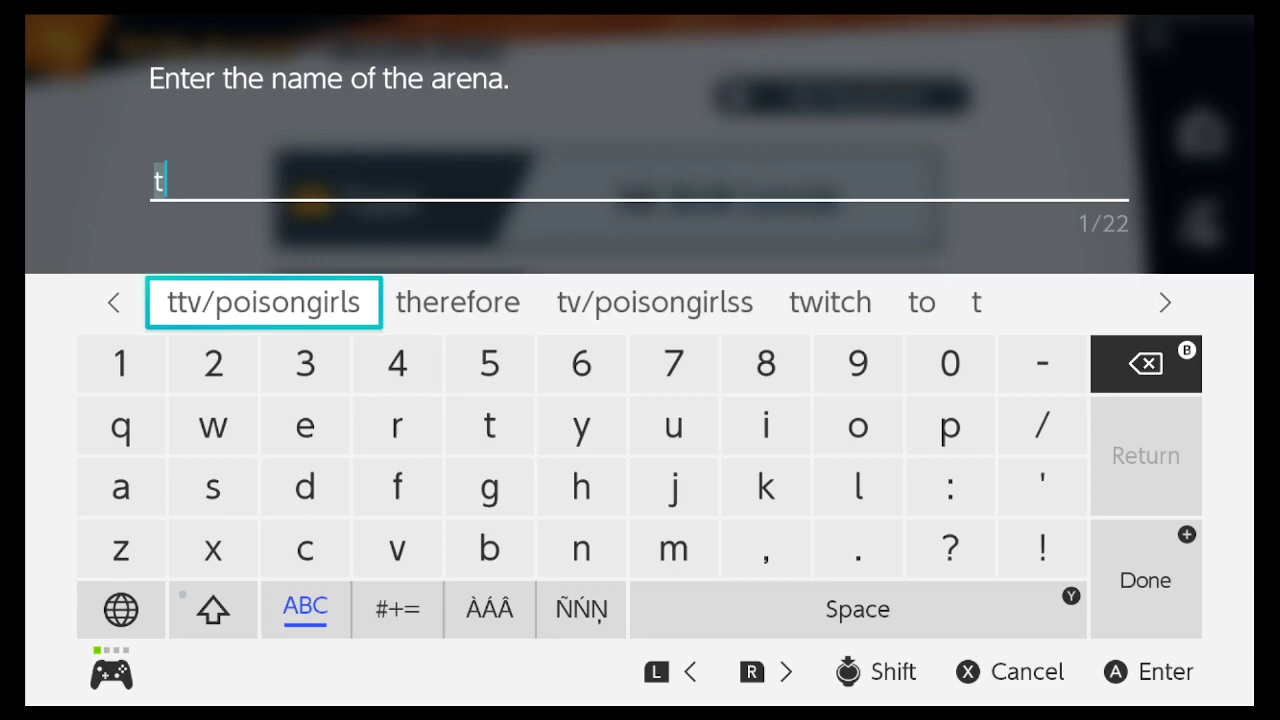 Enter the name of the arena.
t
1/22
< ttv/poisongirls therefore tv/poisongirlss twitch to t >
1 2 3 4 5 6 7 8 9 0 - B
q w e r t y u i o p / Return
a s d f g h j k l : '
z x c v b n m , . ? ! + Done
ABC #+= ÀÁÂ ÑŃŅ Space Y
L < R > Shift X Cancel A Enter